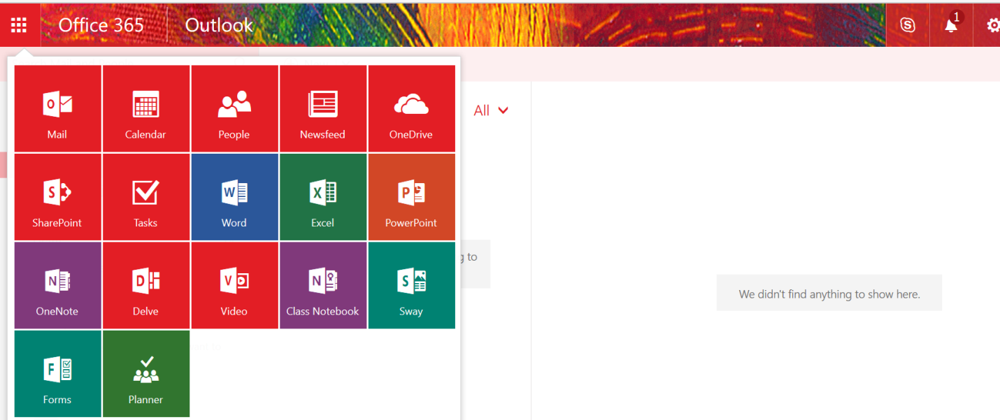 Office 365 Outlook 1
Mail Calendar People Newsfeed OneDrive
All
SharePoint Tasks Word Excel PowerPoint
to
OneNote Delve Video Class Notebook Sway
We didn't find anything to show here.
Forms Planner